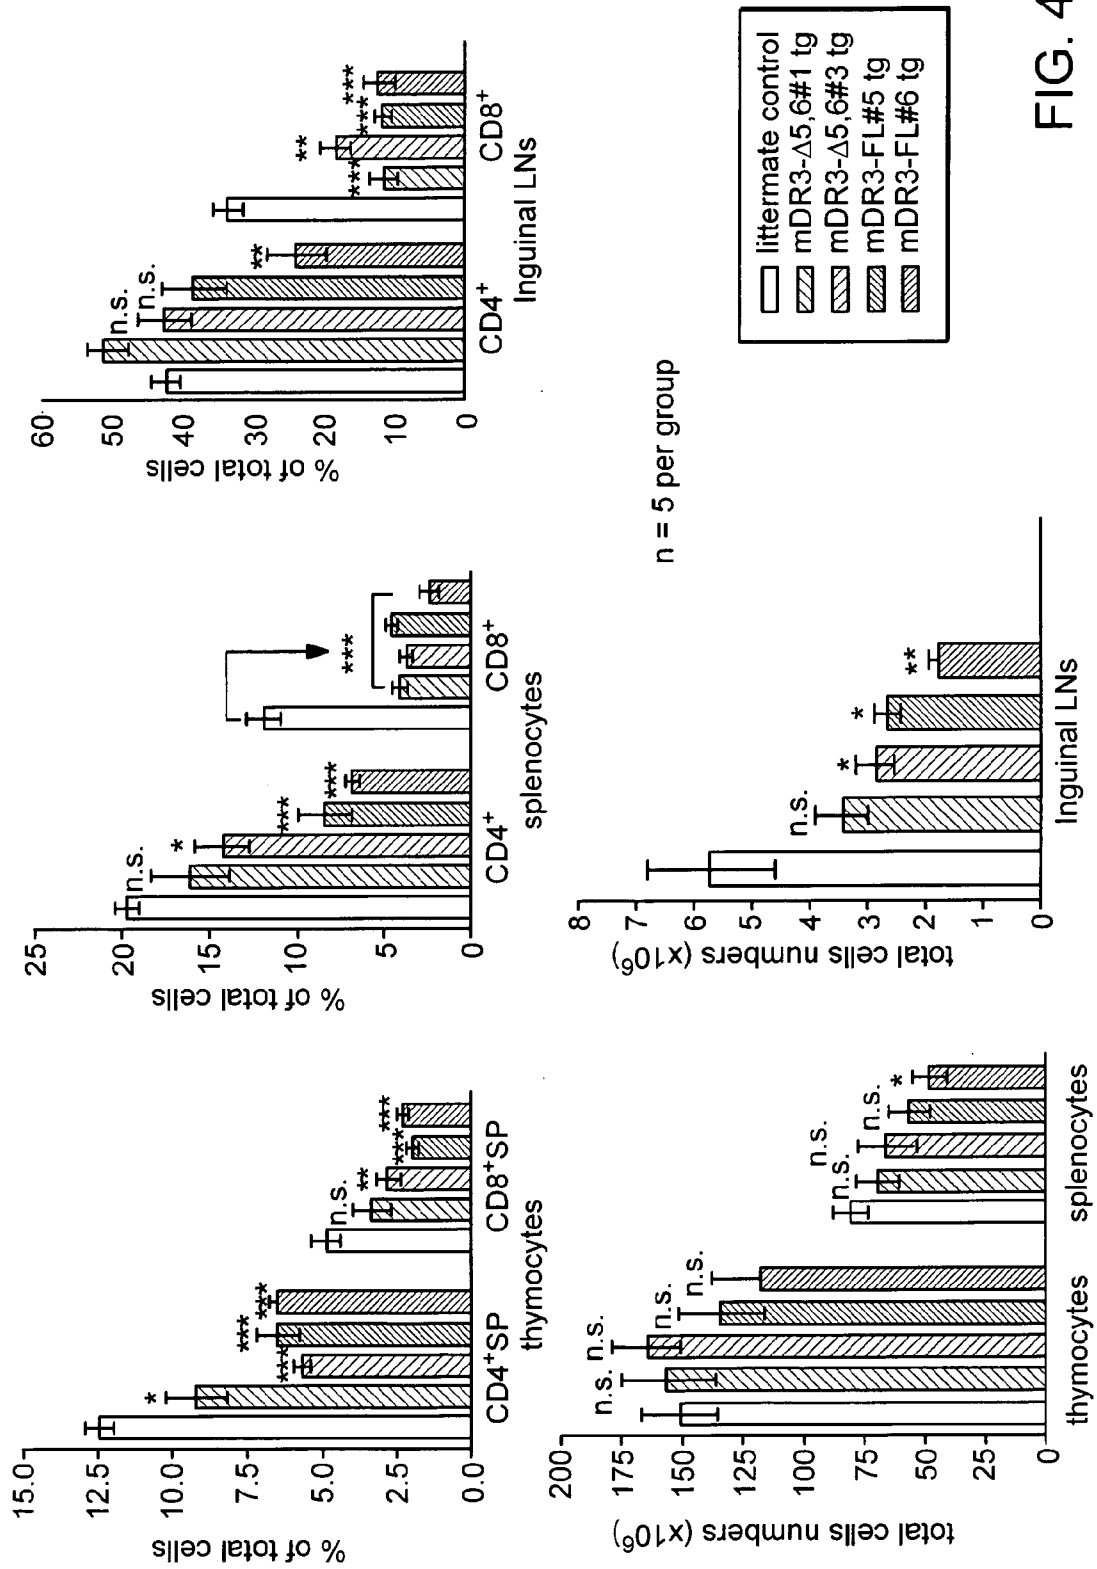 % of total cells
15.0
12.5
10.0
7.5
5.0
2.5
0.0
*
***
***
***
n.s.
**
***
***
CD4+SP
CD8+SP
thymocytes
% of total cells
25
20
15
10
5
0
n.s.
*
***
***
***
CD4+
CD8+
splenocytes
% of total cells
60
50
40
30
20
10
0
n.s.
n.s.
**
***
**
***
***
CD4+
CD8+
Inguinal LNs
total cells numbers (x10⁶)
200
175
150
125
100
75
50
25
0
n.s.
n.s.
n.s.
n.s.
n.s.
n.s.
n.s.
*
thymocytes
splenocytes
total cells numbers (x10⁶)
8
7
6
5
4
3
2
1
0
n.s.
*
*
**
Inguinal LNs
n = 5 per group
littermate control
mDR3-Δ5,6#1 tg
mDR3-Δ5,6#3 tg
mDR3-FL#5 tg
mDR3-FL#6 tg
FIG. 4